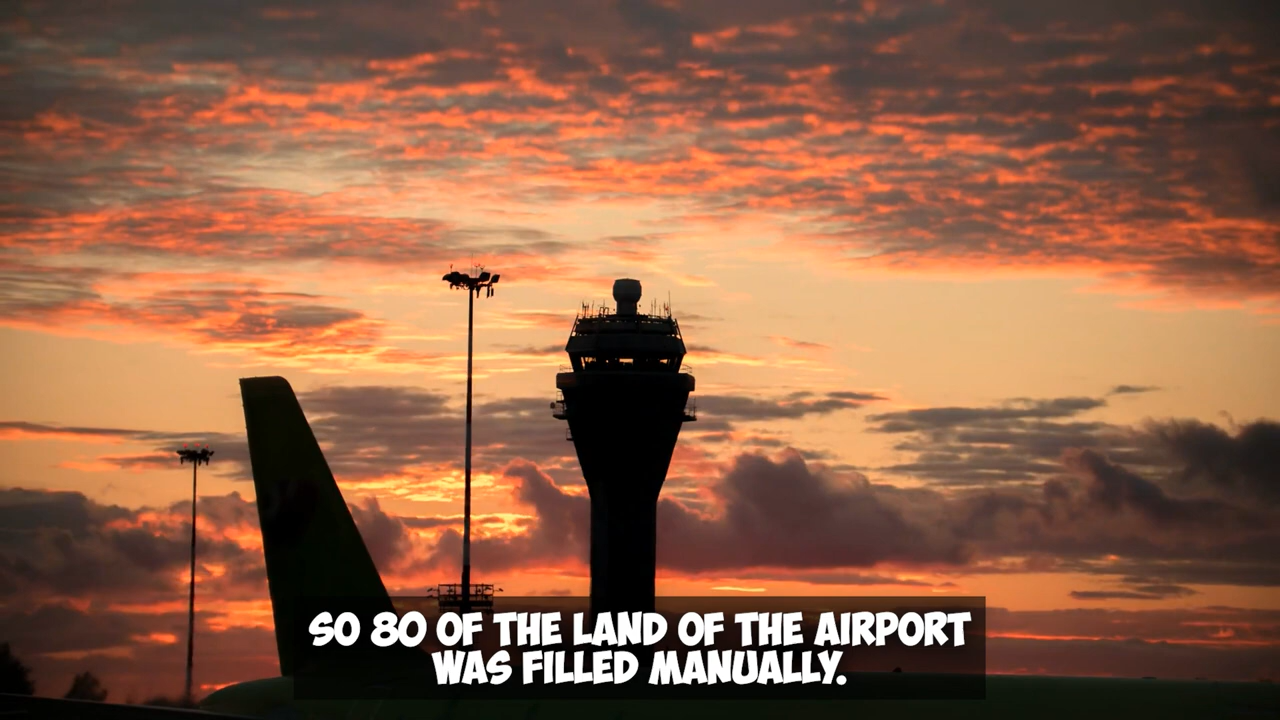 SO 80 OF THE LAND OF THE AIRPORT
WAS FILLED MANUALLY.